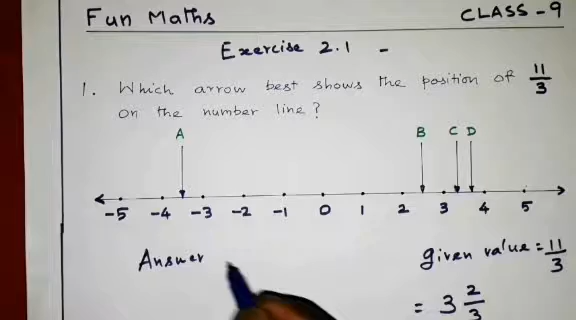 Fun Maths CLASS - 9
Exercise 2.1 -
1. Which arrow best shows the position of 11/3
on the number line?
A B C D
-5 -4 -3 -2 -1 0 1 2 3 4 5
Answer given value = 11/3
= 3 2/3